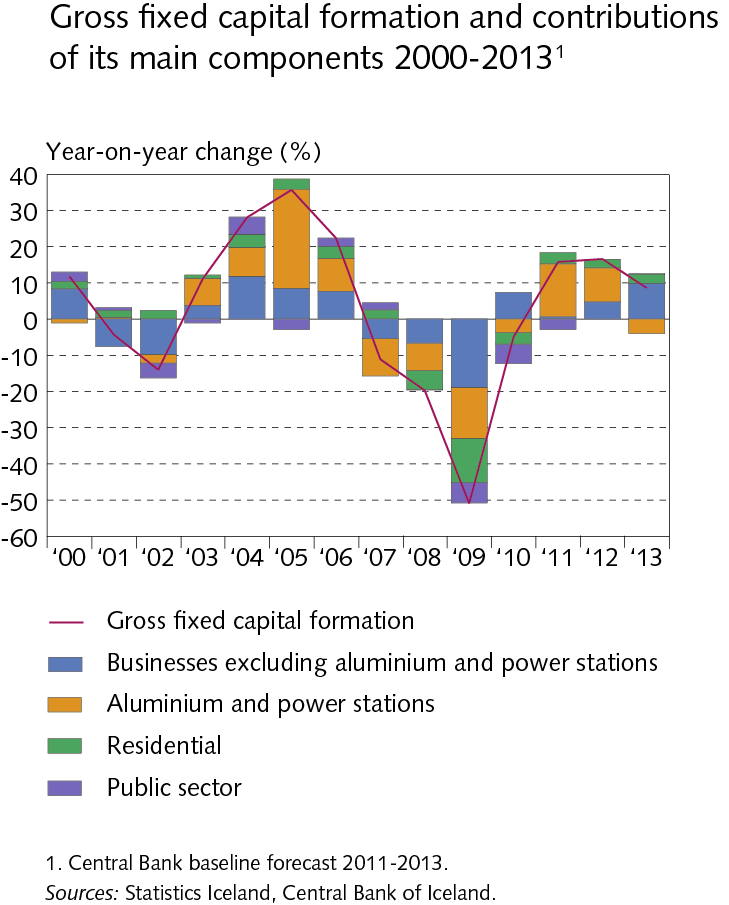 Gross fixed capital formation and contributions
of its main components 2000-2013¹
Year-on-year change (%)
40
30
20
10
0
-10
-20
-30
-40
-50
-60
‘00 ‘01 ‘02 ‘03 ‘04 ‘05 ‘06 ‘07 ‘08 ‘09 ‘10 ‘11 ‘12 ‘13
Gross fixed capital formation
Businesses excluding aluminium and power stations
Aluminium and power stations
Residential
Public sector
1. Central Bank baseline forecast 2011-2013.
Sources: Statistics Iceland, Central Bank of Iceland.